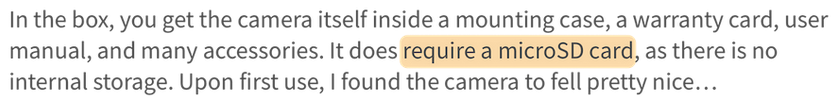 In the box, you get the camera itself inside a mounting case, a warranty card, user
manual, and many accessories. It does require a microSD card, as there is no
internal storage. Upon first use, I found the camera to fell pretty nice…